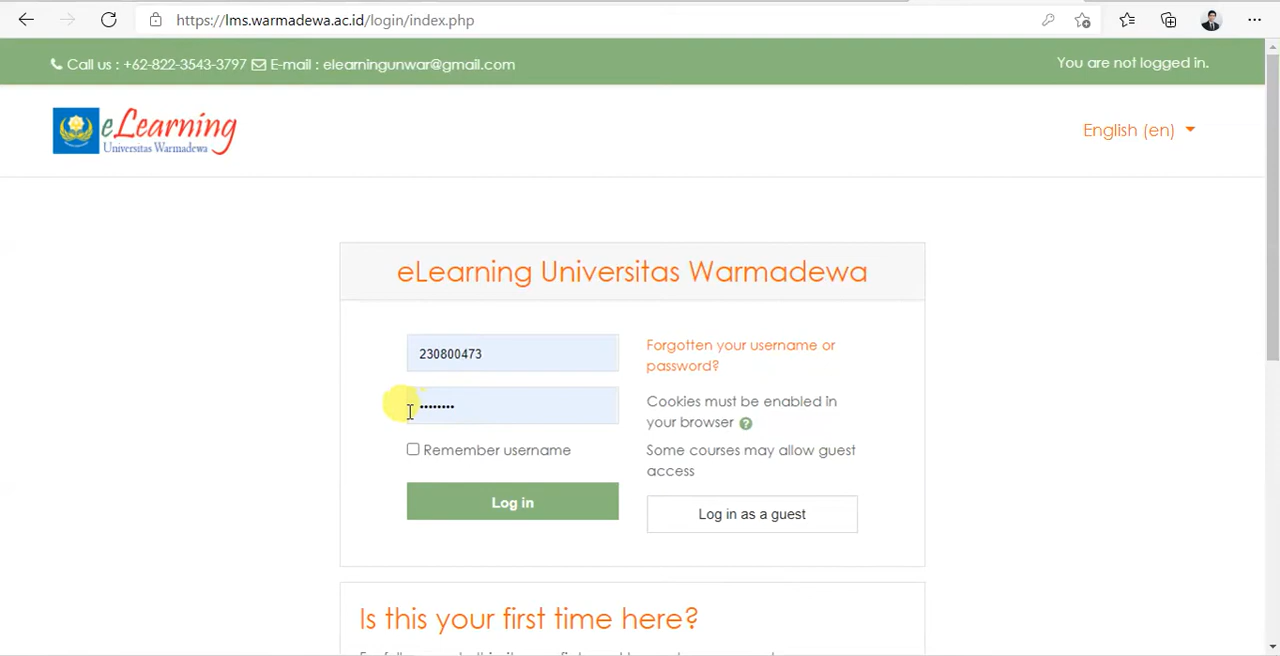 https://lms.warmadewa.ac.id/login/index.php
Call us : +62-822-3543-3797 E-mail : elearningunwar@gmail.com
You are not logged in.
eLearning
Universitas Warmadewa
English (en)
eLearning Universitas Warmadewa
230800473
••••••••
Remember username
Log in
Forgotten your username or
password?
Cookies must be enabled in
your browser
Some courses may allow guest
access
Log in as a guest
Is this your first time here?